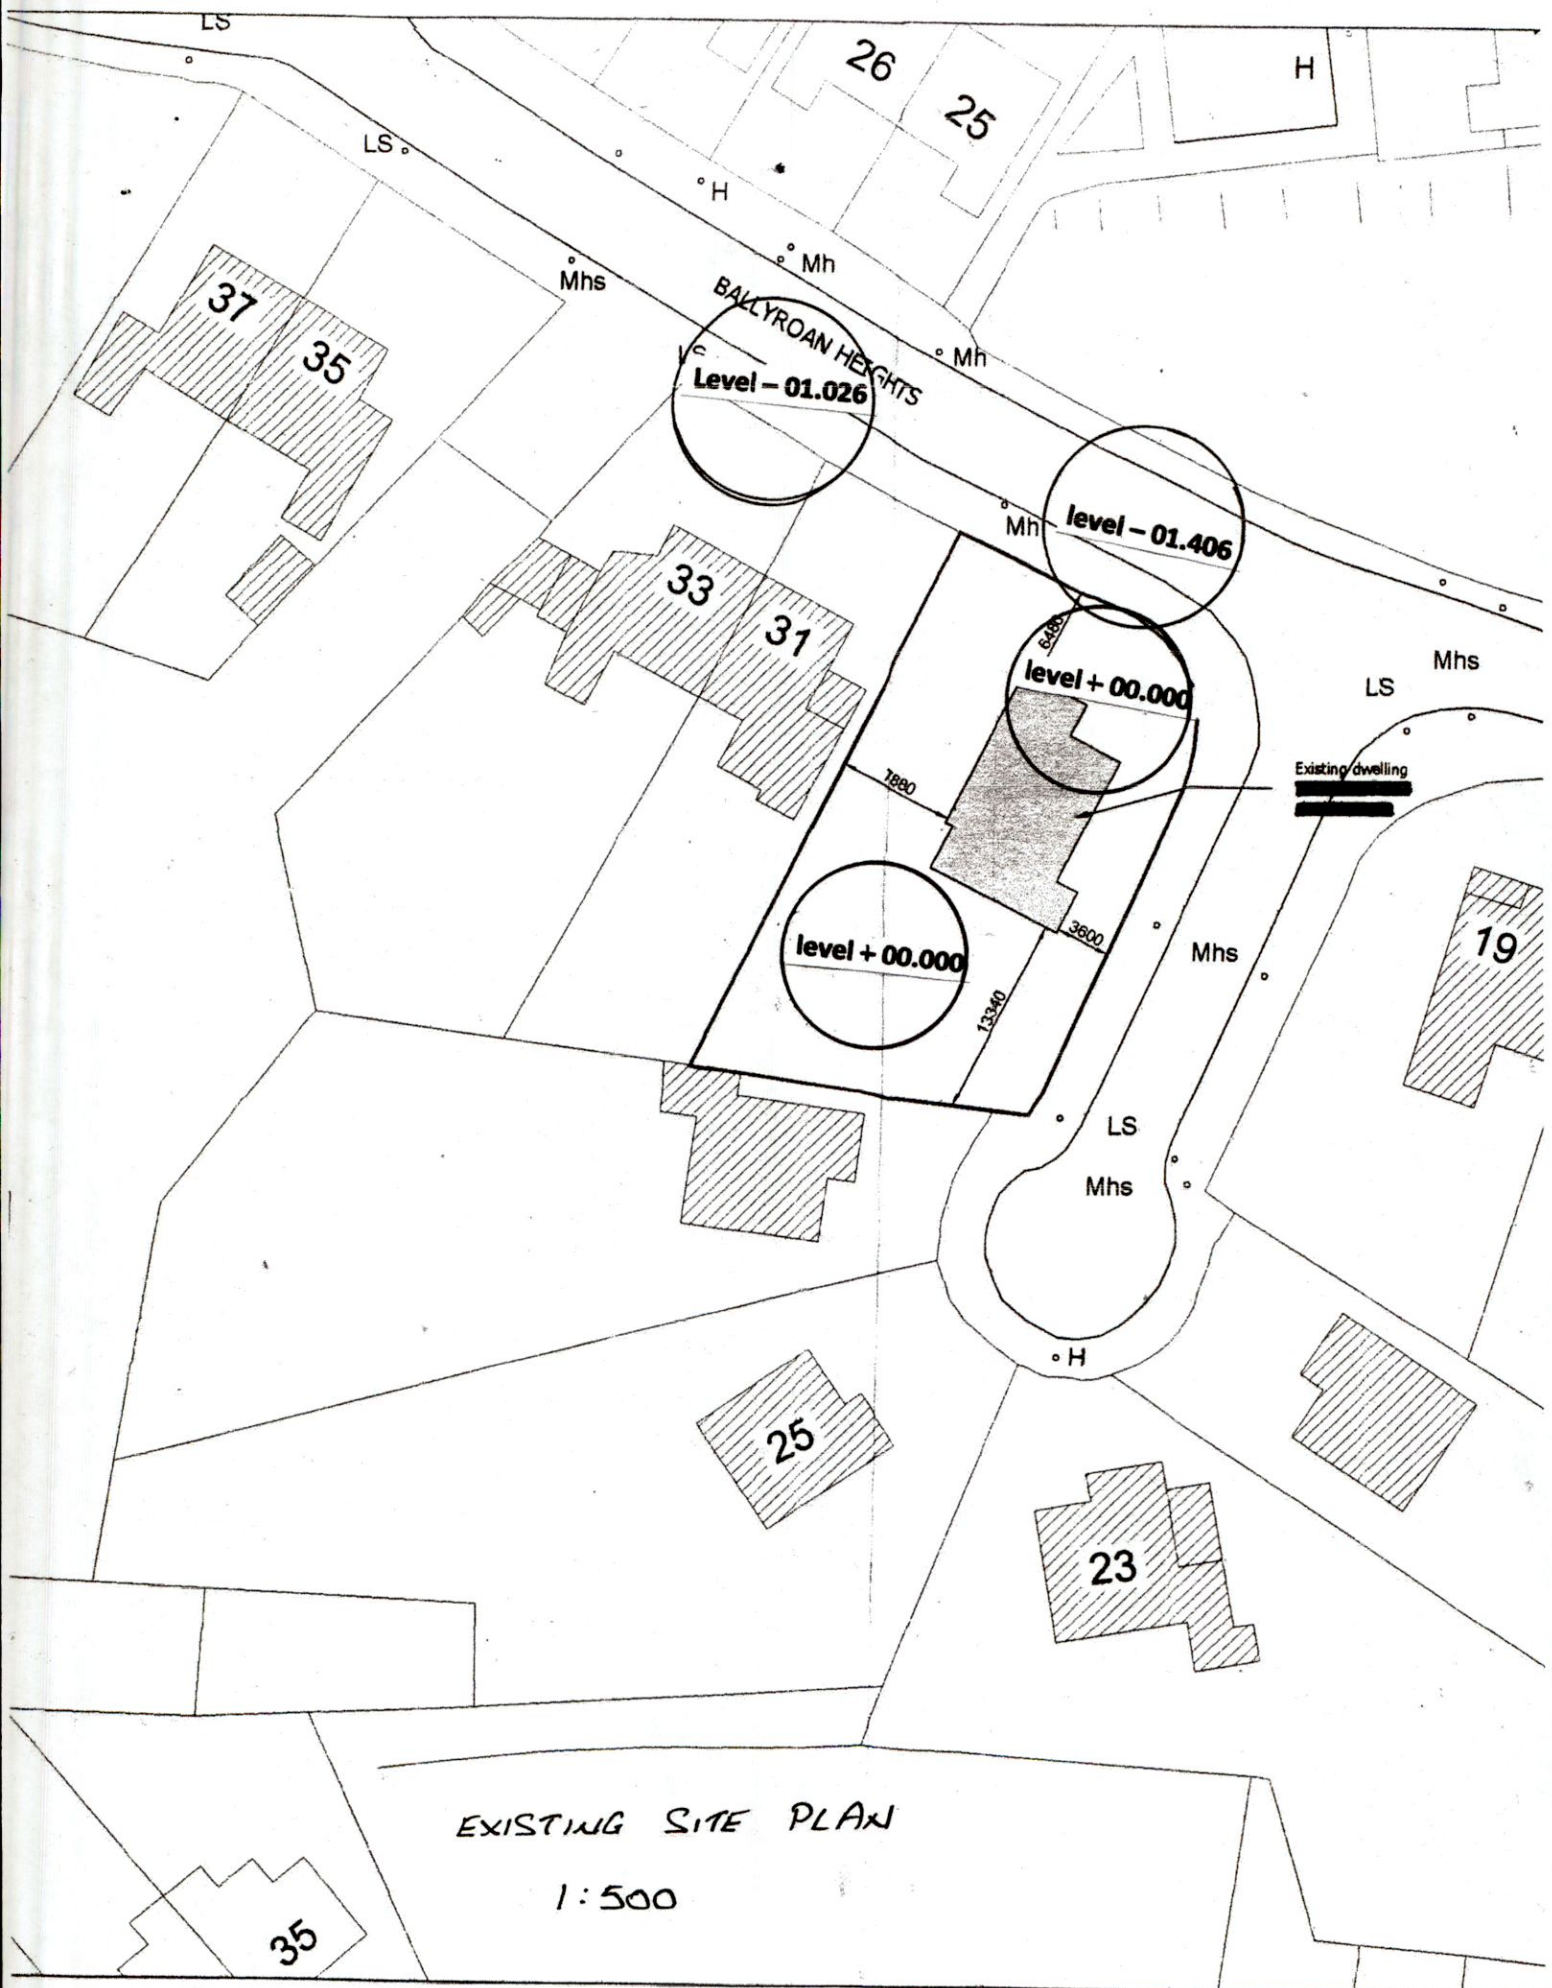 LS
26
H
25
LS
H
Mh
Mhs
37
BALLYROAN HEIGHTS
35
Mh
Level – 01.026
Mh
level – 01.406
33
31
6480
Mhs
LS
level + 00.000
Existing dwelling
7880
3600
Mhs
19
level + 00.000
13340
LS
Mhs
H
25
23
EXISTING SITE PLAN
1:500
35